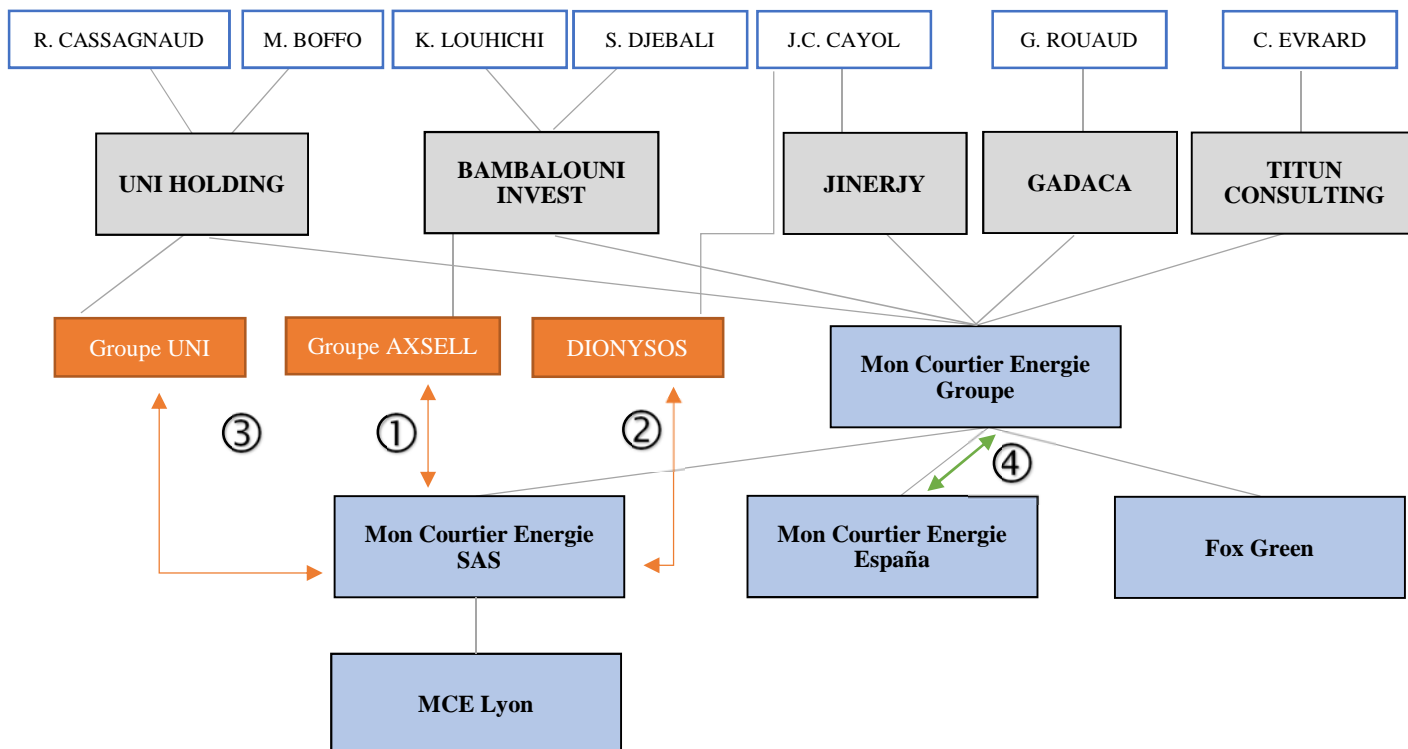 R. CASSAGNAUD
M. BOFFO
K. LOUHICHI
S. DJEBALI
J.C. CAYOL
G. ROUAUD
C. EVRARD
UNI HOLDING
BAMBALOUNI
INVEST
JINERJY
GADACA
TITUN
CONSULTING
Groupe UNI
Groupe AXSELL
DIONYSOS
Mon Courtier Energie
Groupe
③
①
②
④
Mon Courtier Energie
SAS
Mon Courtier Energie
España
Fox Green
MCE Lyon